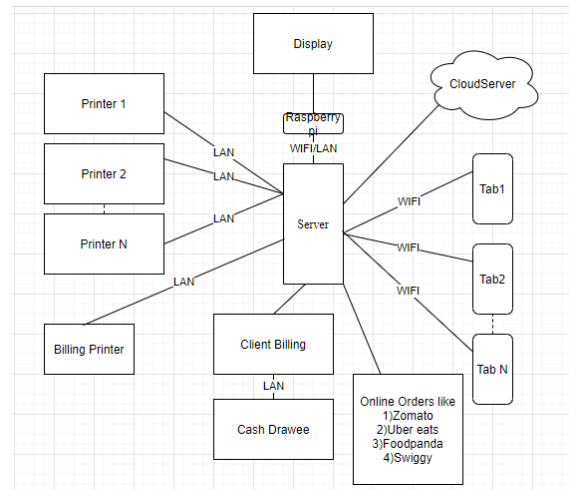 Display
CloudServer
Printer 1
Raspberry
pi
WIFI/LAN
LAN
Printer 2
LAN
WIFI
Tab1
Printer N
LAN
Server
WIFI
Tab2
LAN
WIFI
Billing Printer
Client Billing
Tab N
LAN
Cash Drawee
Online Orders like
1)Zomato
2)Uber eats
3)Foodpanda
4)Swiggy